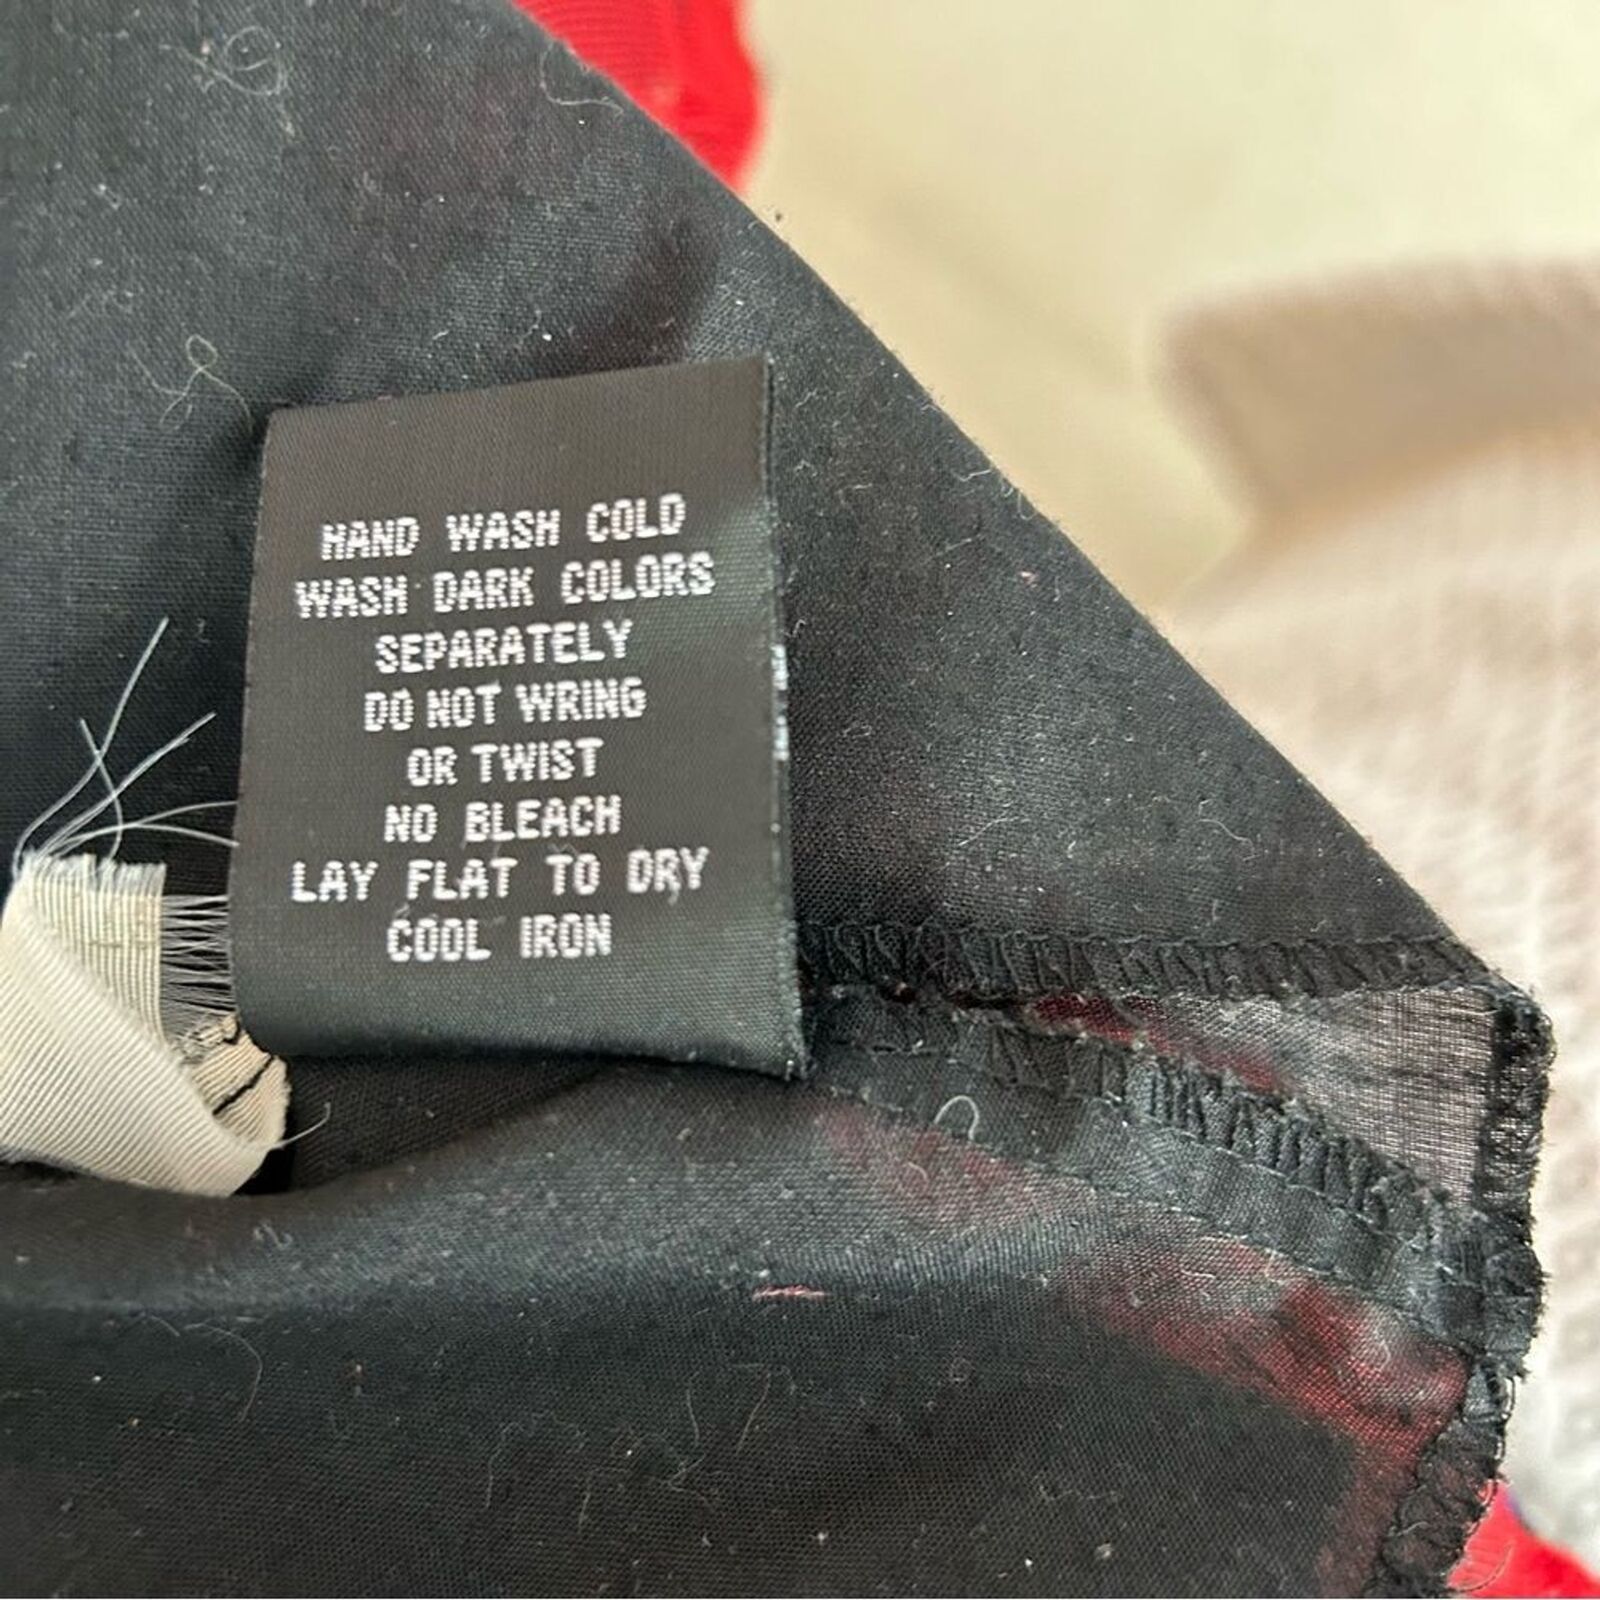 HAND WASH COLD
WASH DARK COLORS
SEPARATELY
DO NOT WRING
OR TWIST
NO BLEACH
LAY FLAT TO DRY
COOL IRON